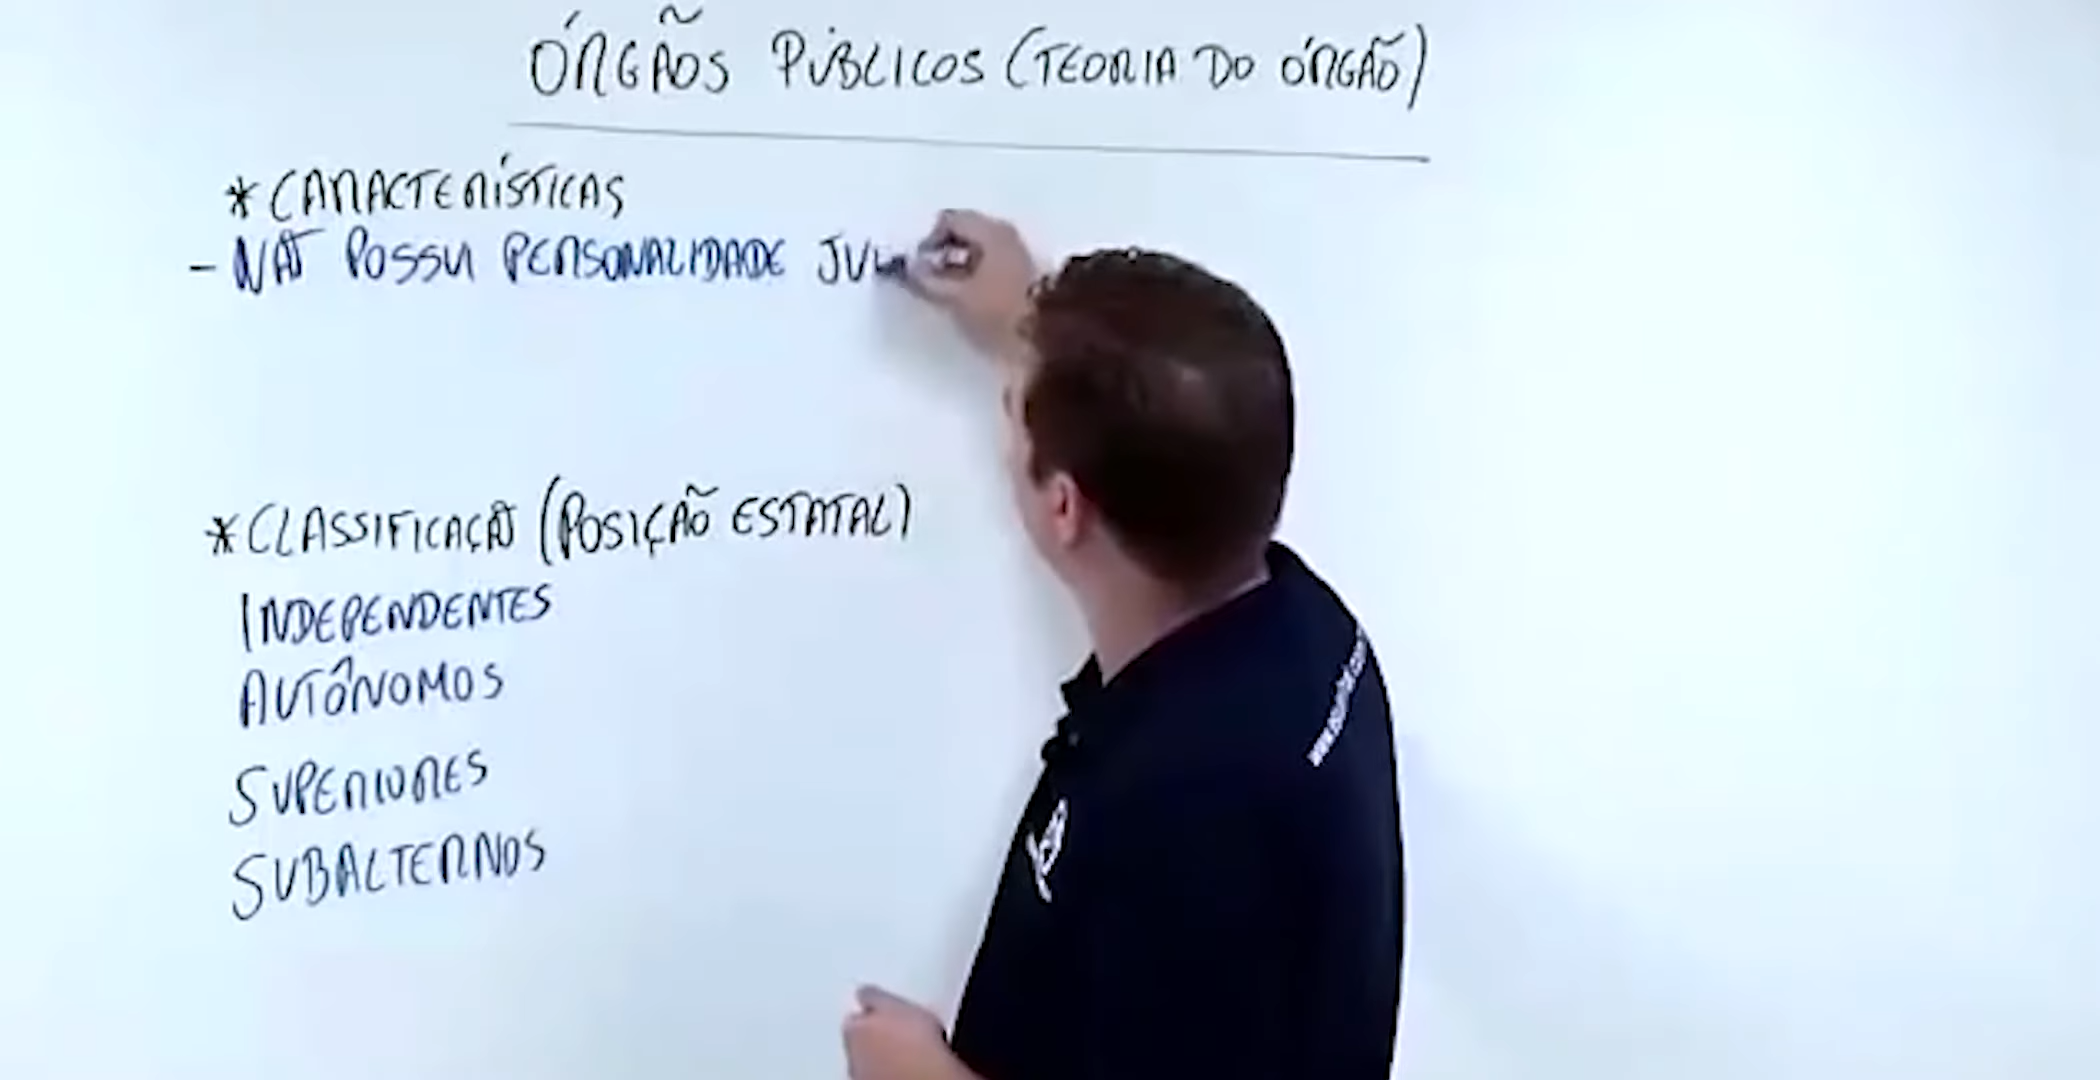 ÓRGÃOS PÚBLICOS (TEORIA DO ÓRGÃO)
* CARACTERÍSTICAS
- NÃO POSSUI PERSONALIDADE JU
* CLASSIFICAÇÃO (POSIÇÃO ESTATAL)
INDEPENDENTES
AUTÔNOMOS
SUPERIORES
SUBALTERNOS